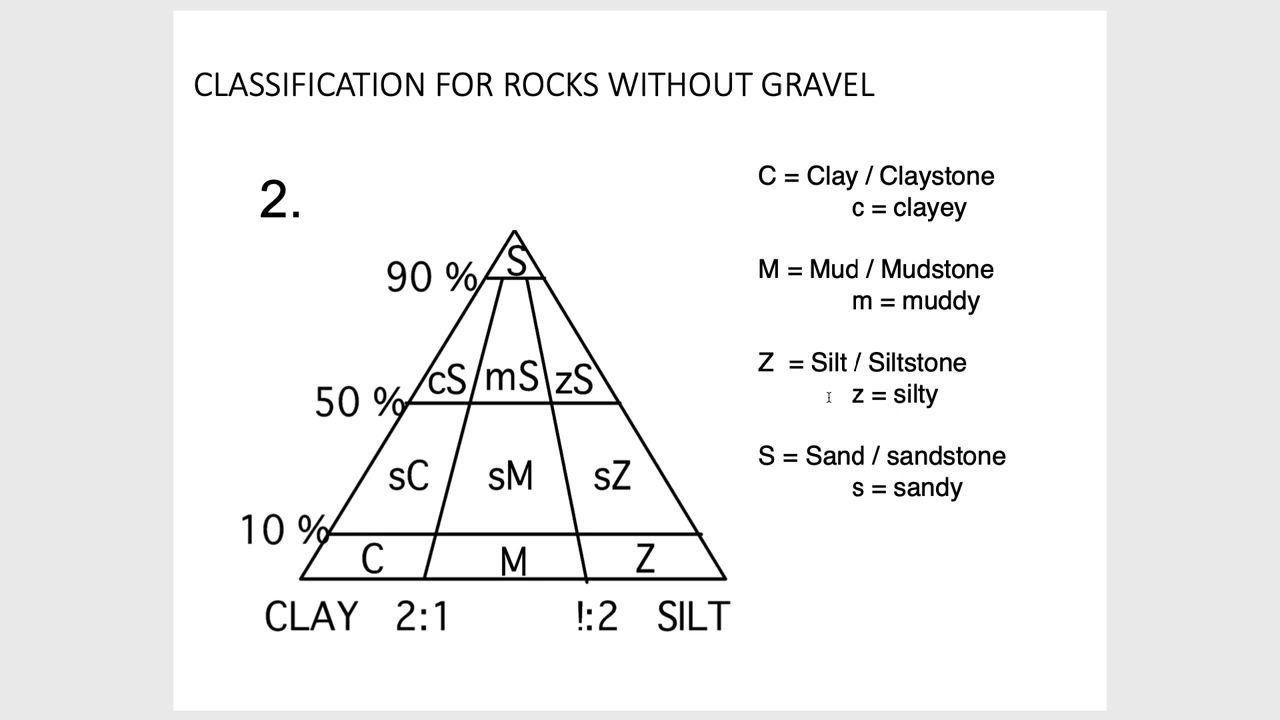 CLASSIFICATION FOR ROCKS WITHOUT GRAVEL
2.
S
90 %
cS mS zS
50 %
sC sM sZ
10 %
C M Z
CLAY 2:1 !:2 SILT
C = Clay / Claystone
c = clayey
M = Mud / Mudstone
m = muddy
Z = Silt / Siltstone
z = silty
S = Sand / sandstone
s = sandy